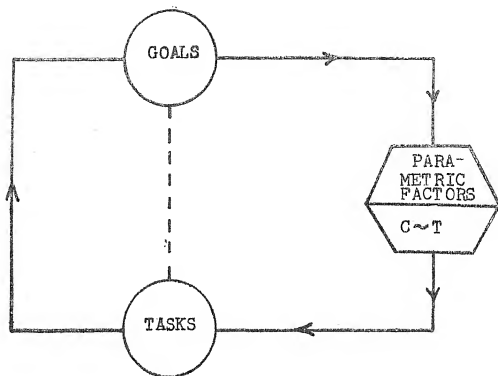 GOALS
PARA-
METRIC
FACTORS
C~T
TASKS